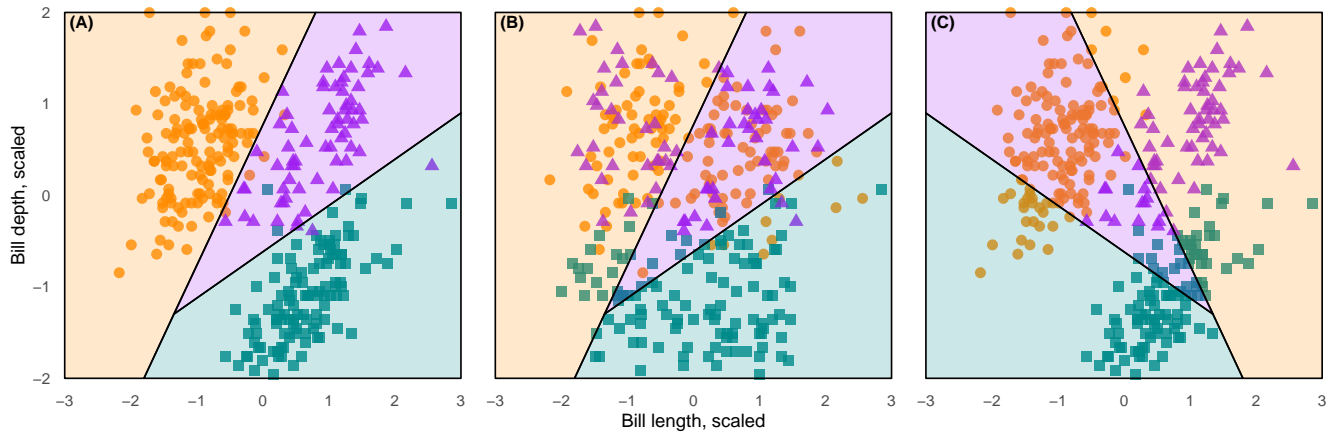 (A)
(B)
(C)
2
1
0
−1
−2
Bill depth, scaled
−3 −2 −1 0 1 2 3
−3 −2 −1 0 1 2 3
−3 −2 −1 0 1 2 3
Bill length, scaled